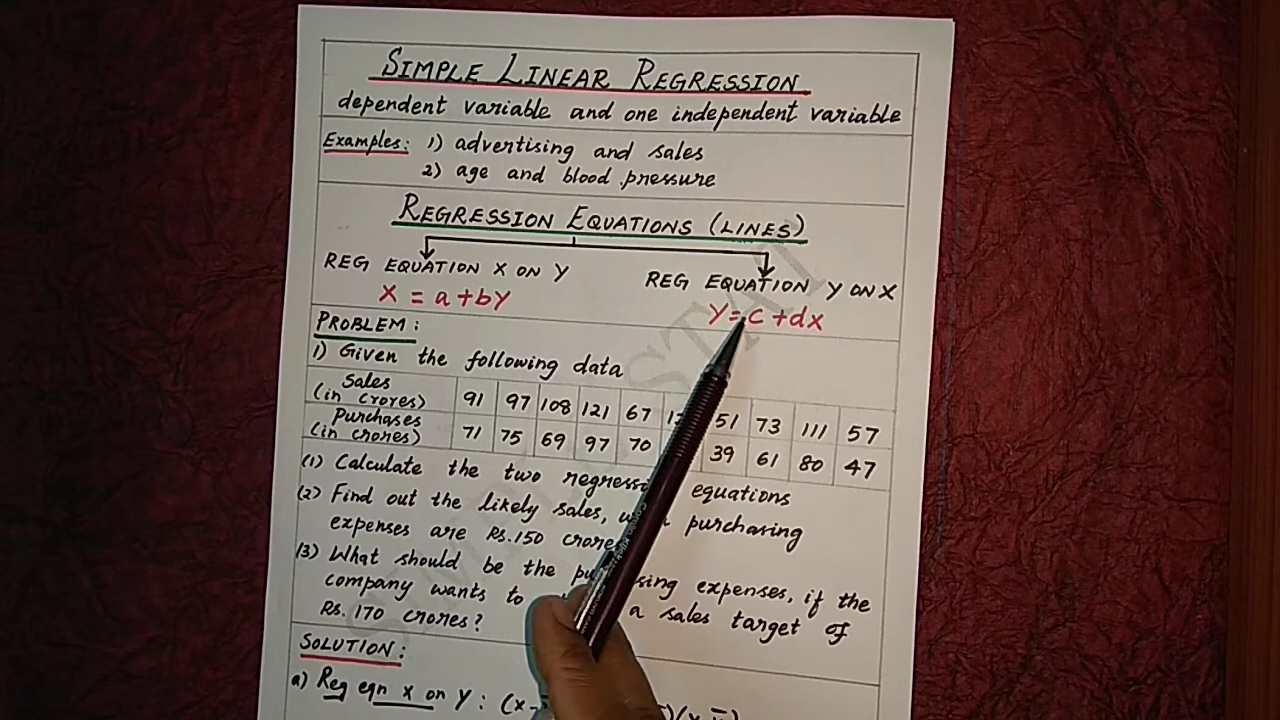 SIMPLE LINEAR REGRESSION
dependent variable and one independent variable
Examples: 1) advertising and sales
2) age and blood pressure
REGRESSION EQUATIONS (LINES)
REG EQUATION X ON Y
X = a+bY
REG EQUATION Y ON X
Y=C+dX
PROBLEM:
1) Given the following data
Sales (in crores) 91 97 108 121 67 51 73 111 57
Purchases (in crores) 71 75 69 97 70 39 61 80 47
(1) Calculate the two equations
(2) Find out the likely sales, purchasing
expenses are Rs.150
(3) What should be the expenses, if the
company wants to a sales target of
Rs. 170 crores?
SOLUTION:
a) Reg eqn X on Y: